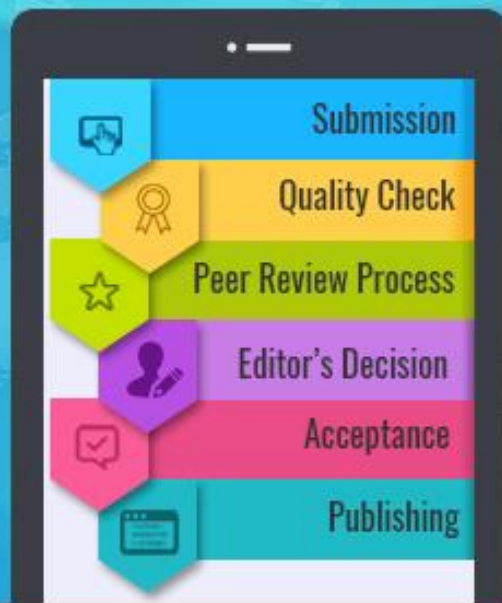 Submission
Quality Check
Peer Review Process
Editor's Decision
Acceptance
Publishing